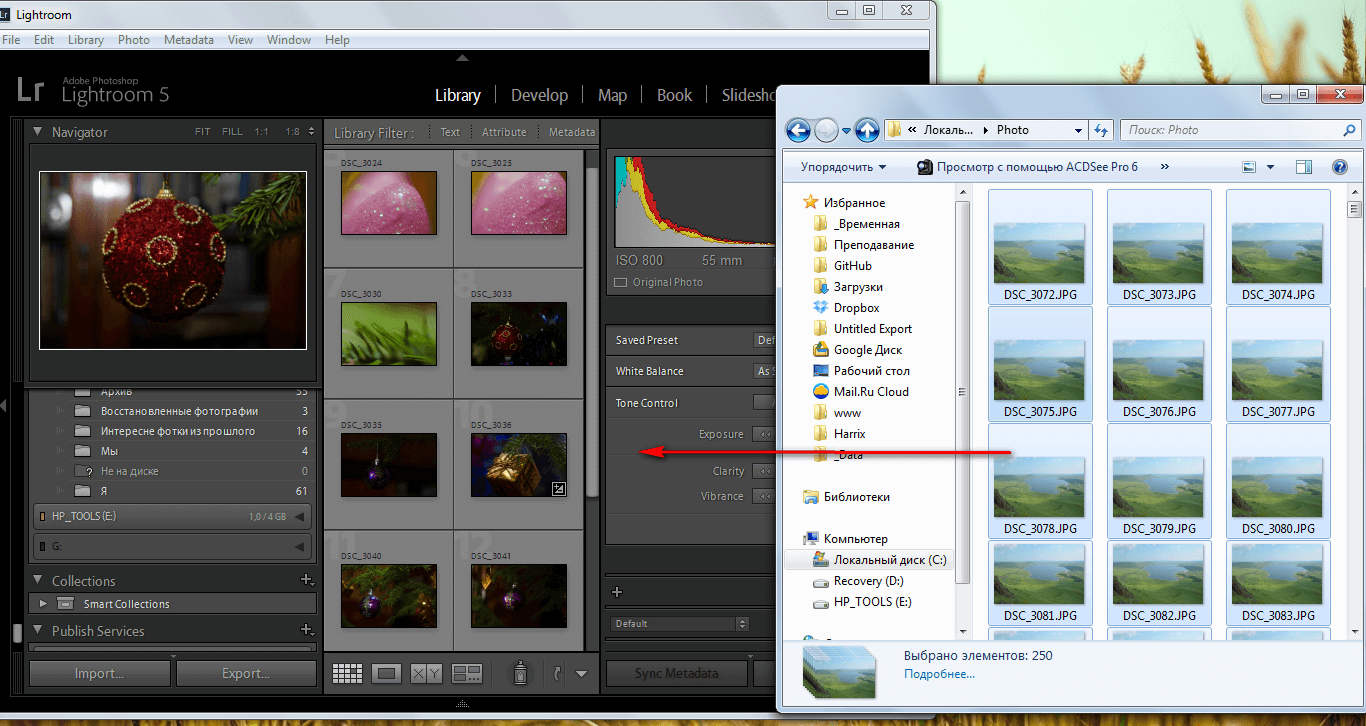 Lightroom
File Edit Library Photo Metadata View Window Help
Lr Adobe Photoshop
Lightroom 5
Library Develop Map Book Slidesho
Navigator FIT FILL 1:1 1:8
Library Filter : Text Attribute Metadata
DSC_3024 DSC_3025
DSC_3030 DSC_3033
DSC_3035 DSC_3036
DSC_3040 DSC_3041
7
9 10
11 12
Архив 55
Восстановленные фотографии 3
Интересне фотки из прошлого 16
Мы 4
Не на диске 0
Я 61
HP_TOOLS (E:) 1,0 / 4 GB
G:
Collections
Smart Collections
Publish Services
Import... Export...
ISO 800 55 mm
Original Photo
Saved Preset Def
White Balance As S
Tone Control
Exposure
Clarity
Vibrance
Default
Sync Metadata
« Локаль... Photo
Поиск: Photo
Упорядочить Просмотр с помощью ACDSee Pro 6 »
Избранное
_Временная
Преподавание
GitHub
Загрузки
Dropbox
Untitled Export
Google Диск
Рабочий стол
Mail.Ru Cloud
www
Harrix
_Data
Библиотеки
Компьютер
Локальный диск (C:)
Recovery (D:)
HP_TOOLS (E:)
DSC_3072.JPG DSC_3073.JPG DSC_3074.JPG
DSC_3075.JPG DSC_3076.JPG DSC_3077.JPG
DSC_3078.JPG DSC_3079.JPG DSC_3080.JPG
DSC_3081.JPG DSC_3082.JPG DSC_3083.JPG
Выбрано элементов: 250
Подробнее...